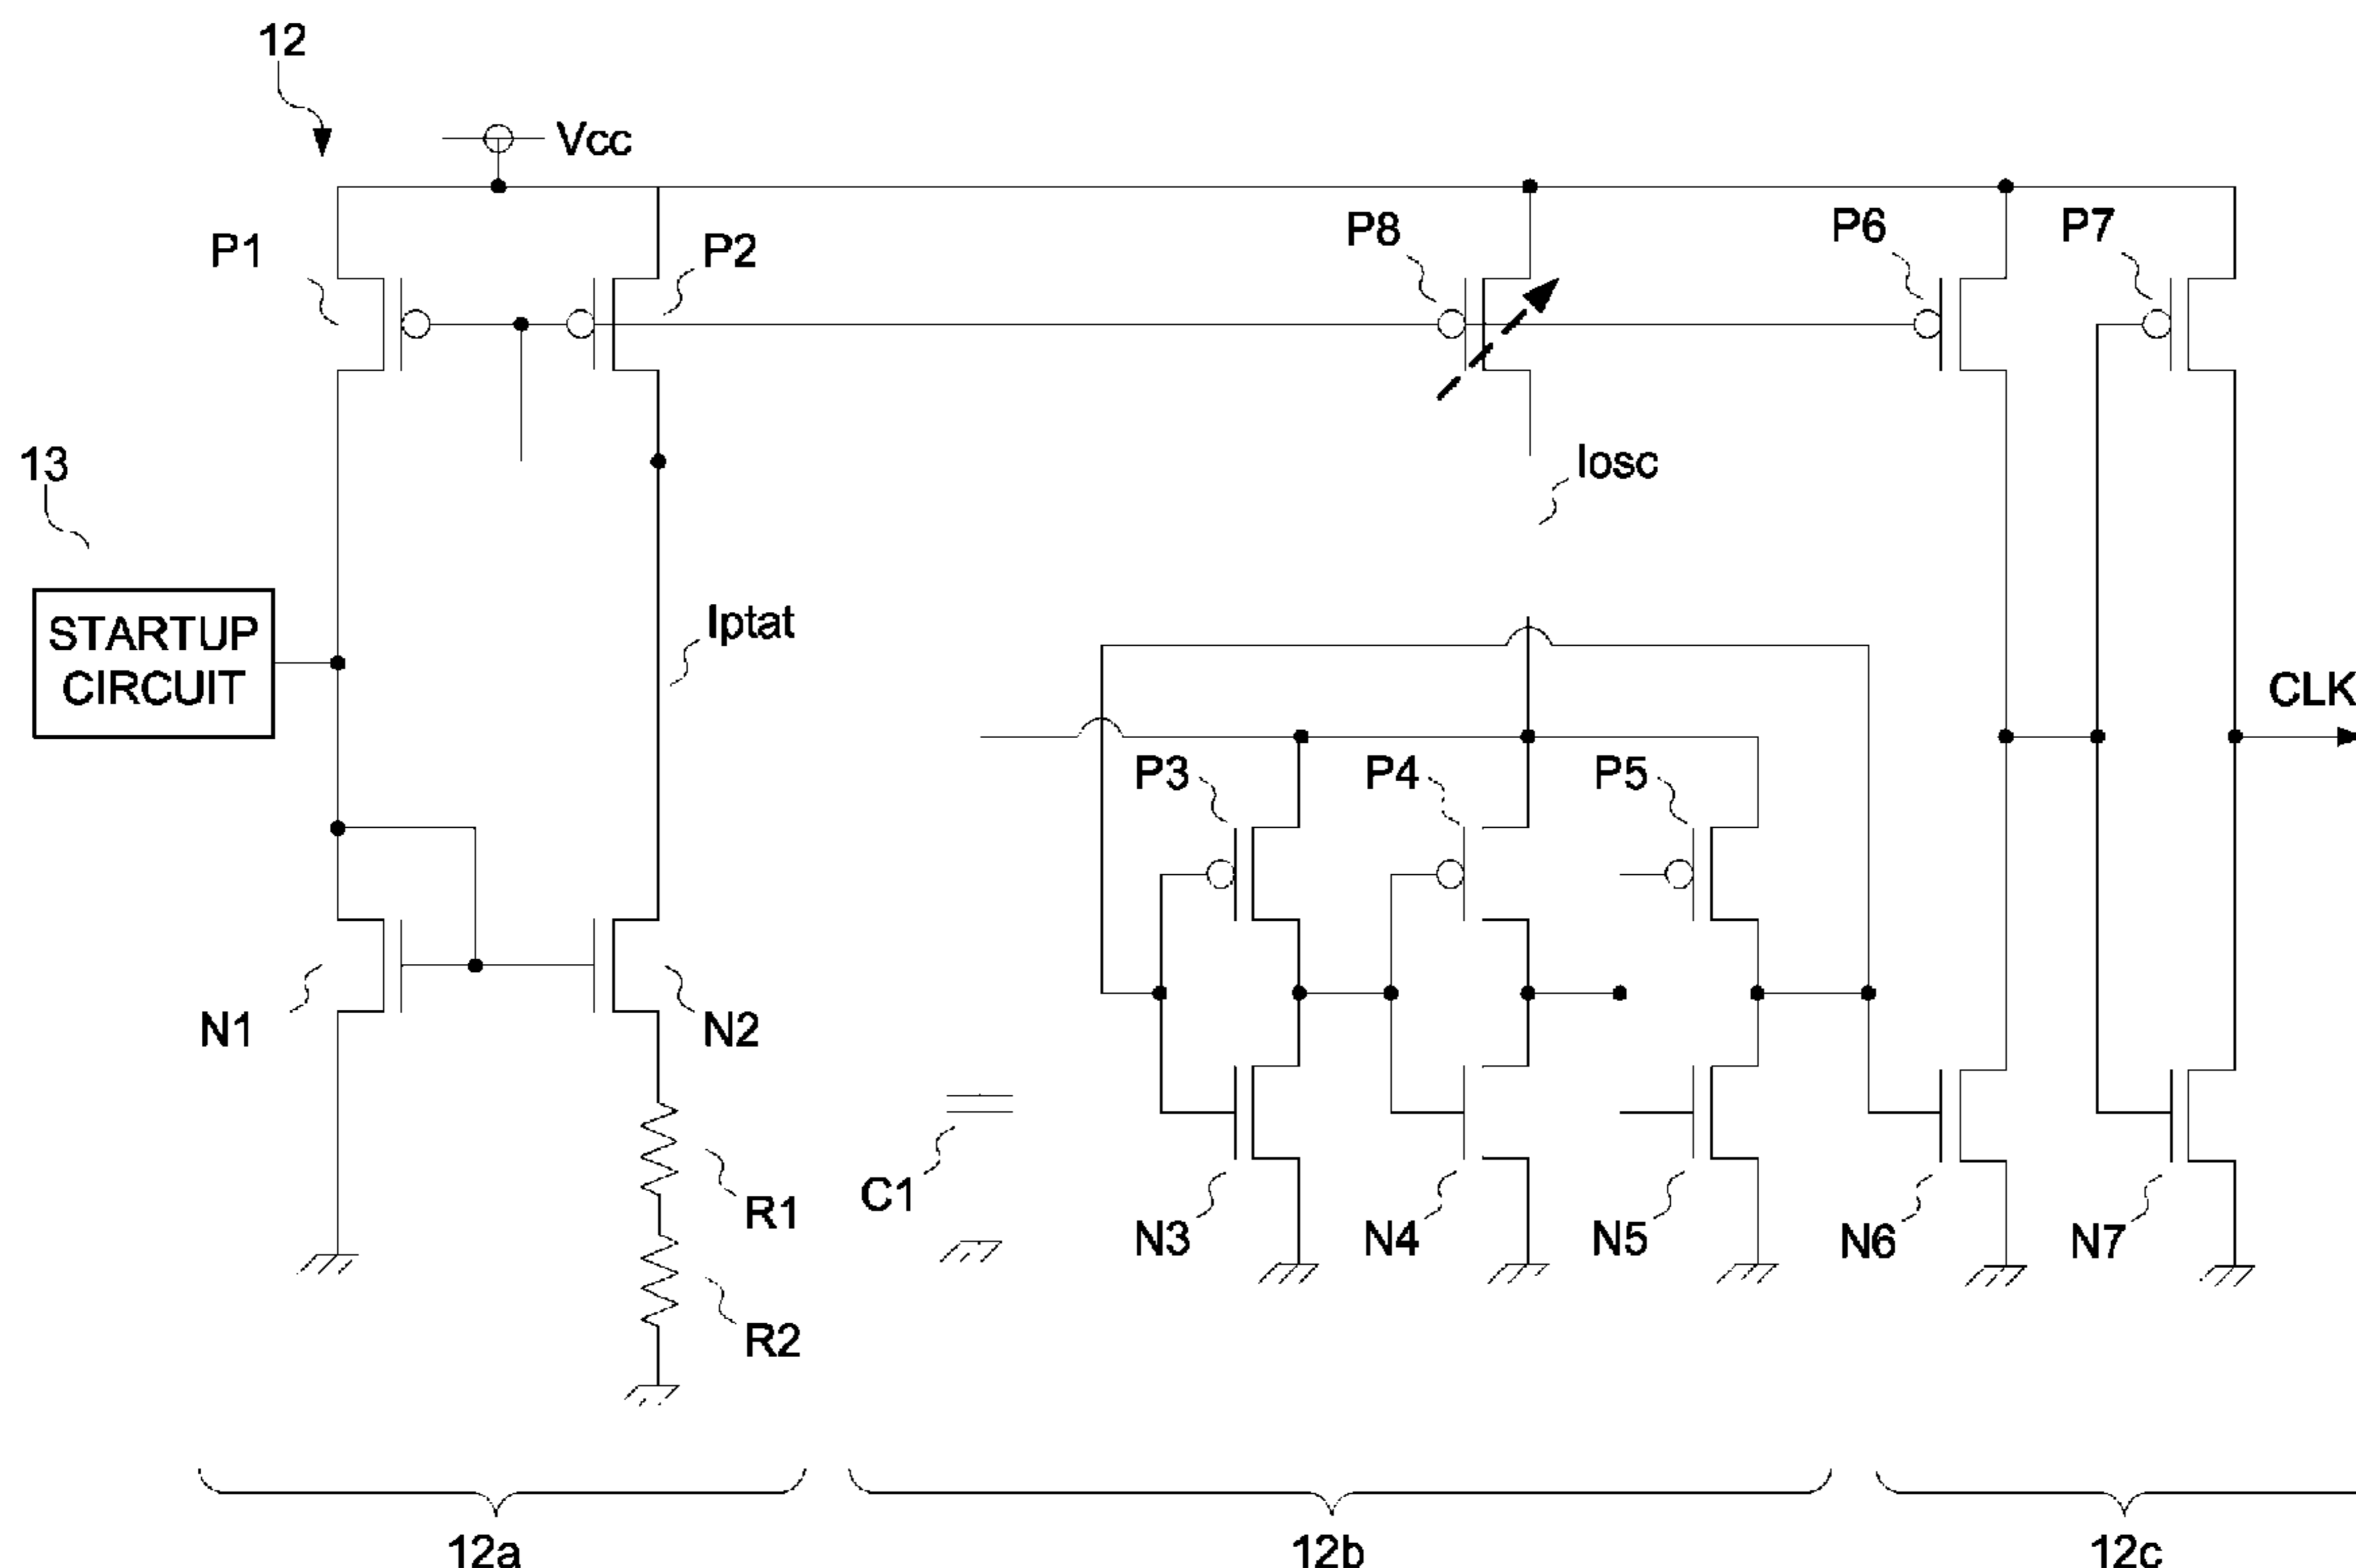 12
Vcc
P1
P2
P8
P6
P7
13
Iosc
STARTUP
CIRCUIT
Iptat
CLK
P3
P4
P5
N1
N2
C1
R1
N3
N4
N5
N6
N7
R2
12a
12b
12c